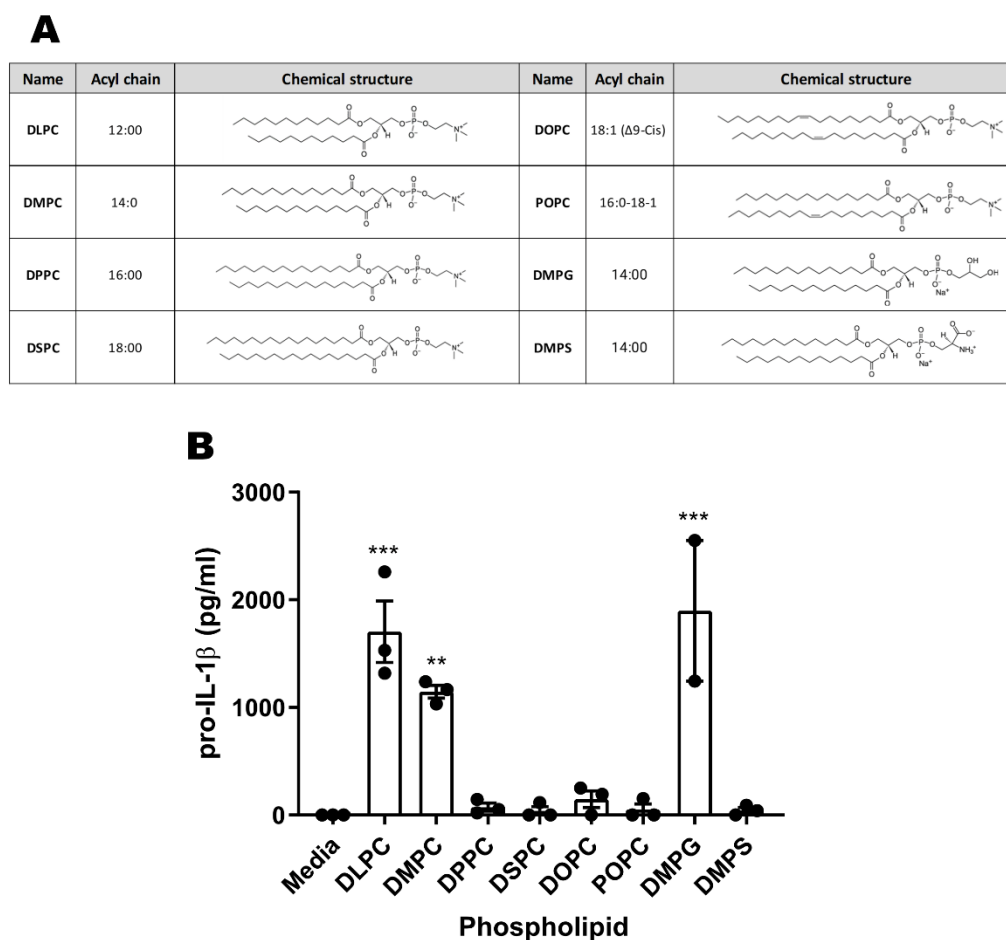 A
Name Acyl chain Chemical structure Name Acyl chain Chemical structure
DLPC 12:00 DOPC 18:1 (Δ9-Cis)
DMPC 14:0 POPC 16:0-18-1
DPPC 16:00 DMPG 14:00
DSPC 18:00 DMPS 14:00
B
pro-IL-1β (pg/ml)
3000
2000
1000
0
***
**
***
Media DLPC DMPC DPPC DSPC DOPC POPC DMPG DMPS
Phospholipid